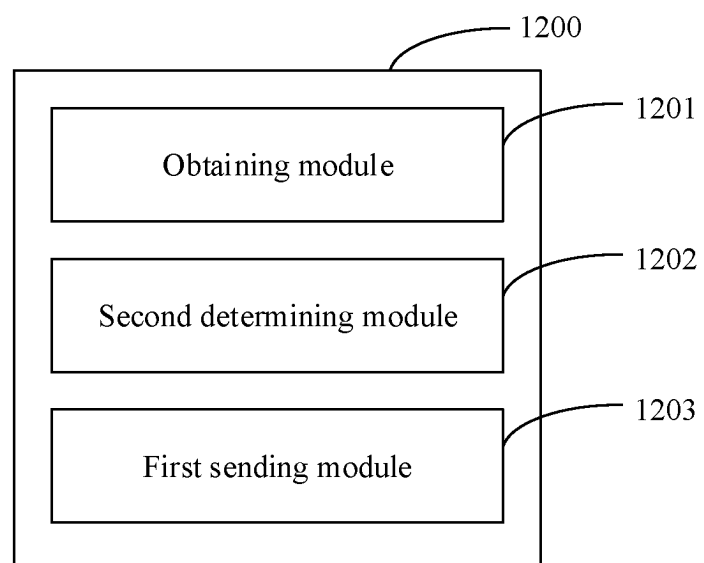 1200
1201
Obtaining module
1202
Second determining module
1203
First sending module